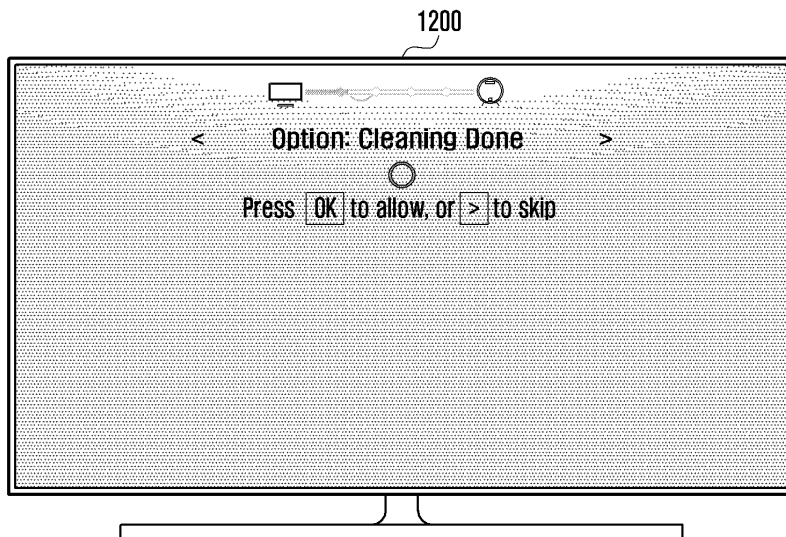 1200
< Option: Cleaning Done >
Press OK to allow, or > to skip